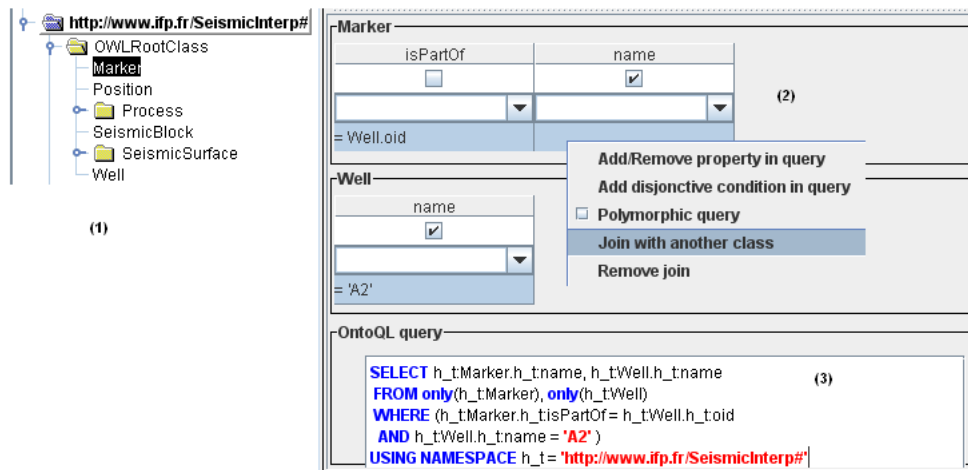 http://www.ifp.fr/SeismicInterp#
OWLRootClass
Marker
Position
Process
SeismicBlock
SeismicSurface
Well
(1)
Marker
isPartOf name
= Well.oid
(2)
Add/Remove property in query
Add disjonctive condition in query
Polymorphic query
Join with another class
Remove join
Well
name
= 'A2'
OntoQL query
SELECT h_t:Marker.h_t:name, h_t:Well.h_t:name
FROM only(h_t:Marker), only(h_t:Well)
WHERE (h_t:Marker.h_t:isPartOf = h_t:Well.h_t:oid
AND h_t:Well.h_t:name = 'A2' )
USING NAMESPACE h_t = 'http://www.ifp.fr/SeismicInterp#'
(3)